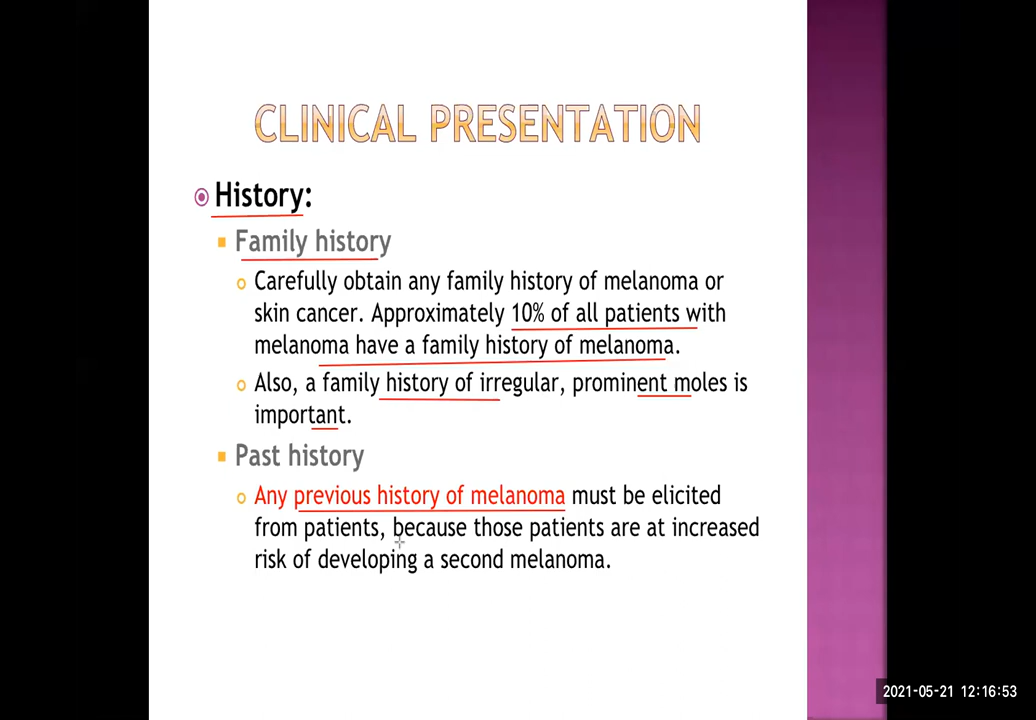 CLINICAL PRESENTATION
History:
Family history
Carefully obtain any family history of melanoma or
skin cancer. Approximately 10% of all patients with
melanoma have a family history of melanoma.
Also, a family history of irregular, prominent moles is
important.
Past history
Any previous history of melanoma must be elicited
from patients, because those patients are at increased
risk of developing a second melanoma.
2021-05-21 12:16:53